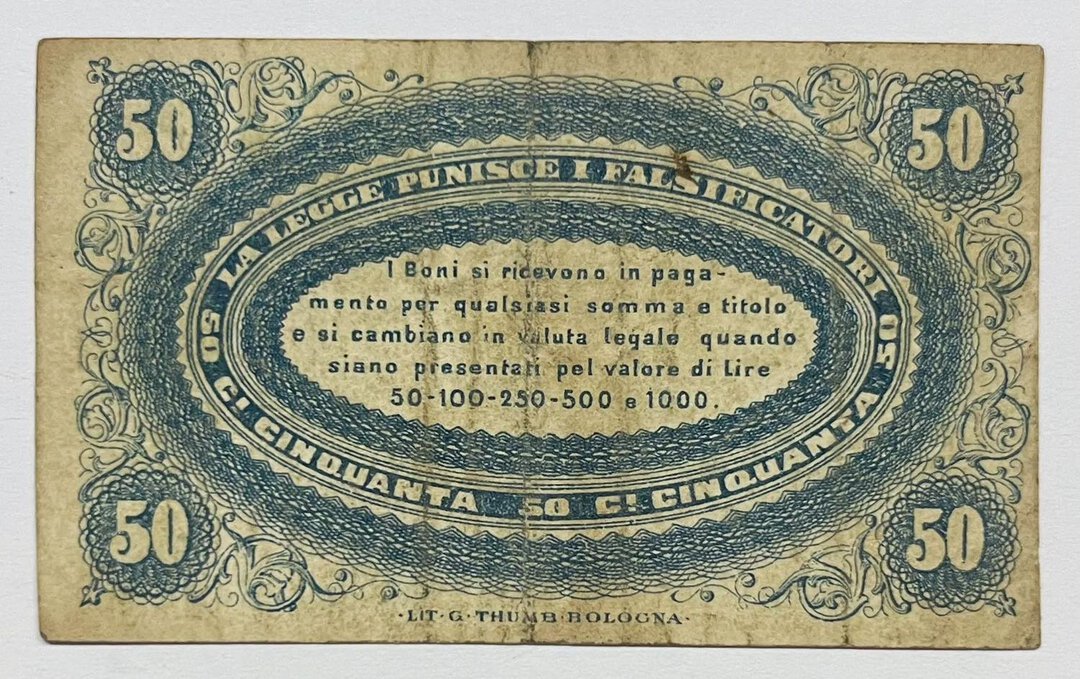 50 50
LA LEGGE PUNISCE I FALSIFICATORI
I Boni si ricevono in paga-
mento per qualsiasi somma e titolo
e si cambiano in valuta legale quando
siano presentati pel valore di Lire
50-100-250-500 e 1000.
50 C! CINQUANTA 50 C! CINQUANTA 50
50 50
·LIT·G·THUMB·BOLOGNA·